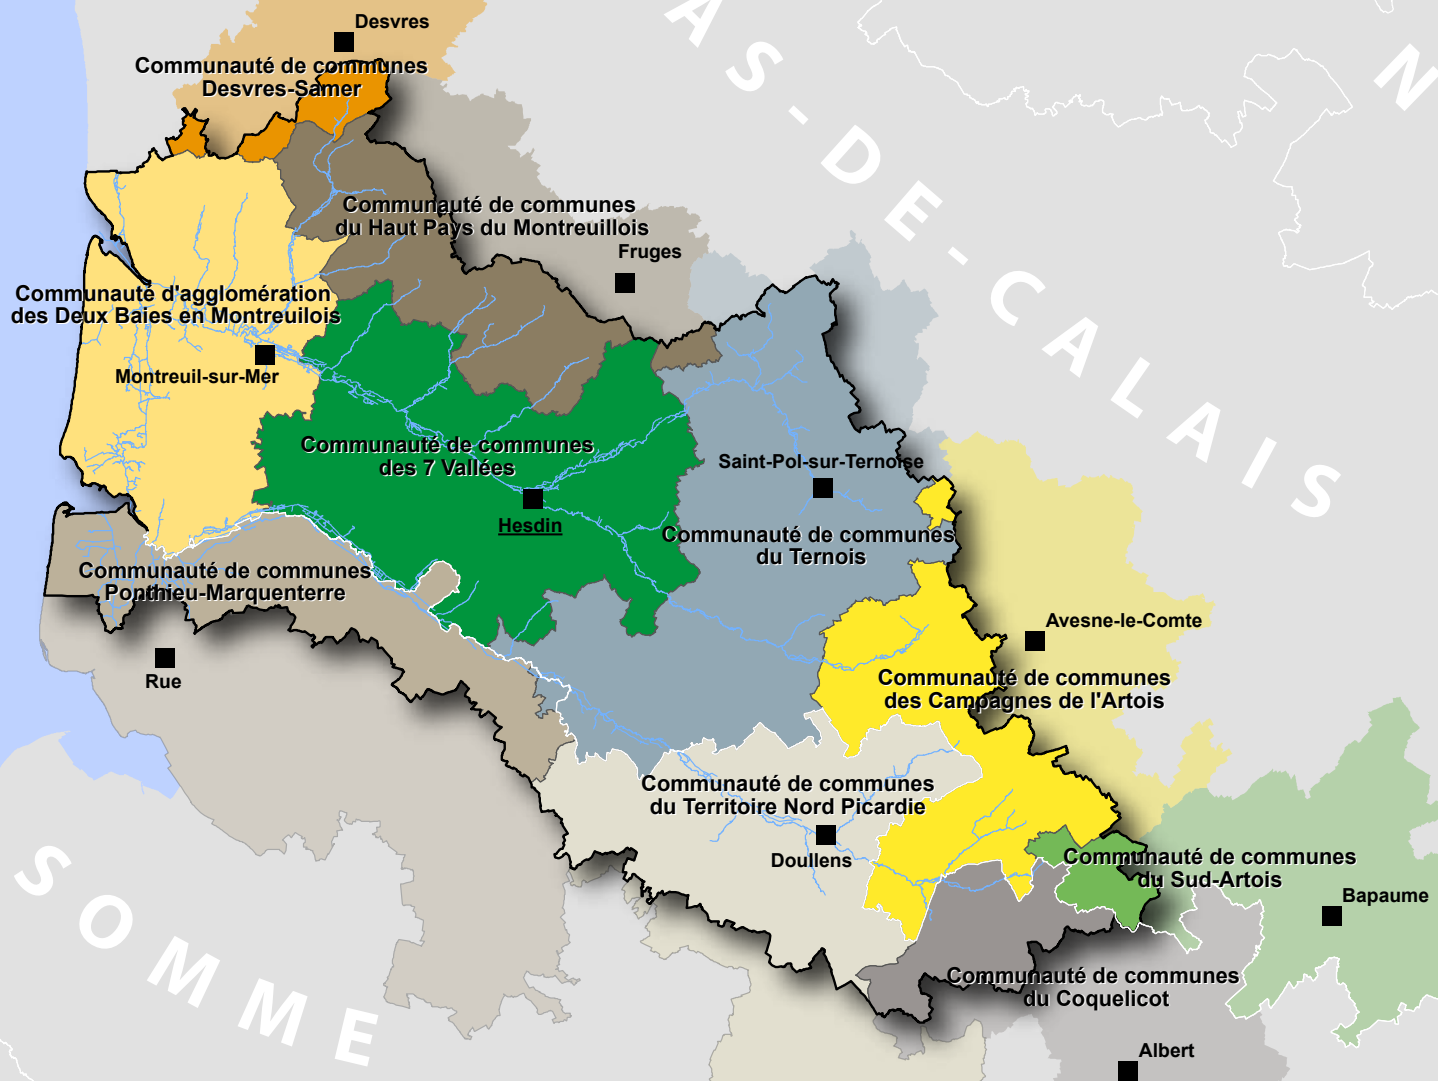 PAS-DE-CALAIS
N
Desvres
Communauté de communes
Desvres-Samer
Communauté de communes
du Haut Pays du Montreuillois
Fruges
Communauté d'agglomération
des Deux Baies en Montreuilois
Montreuil-sur-Mer
Communauté de communes
des 7 Vallées
Saint-Pol-sur-Ternoise
Hesdin
Communauté de communes
du Ternois
Communauté de communes
Ponthieu-Marquenterre
Avesne-le-Comte
Rue
Communauté de communes
des Campagnes de l'Artois
Communauté de communes
du Territoire Nord Picardie
Doullens
Communauté de communes
du Sud-Artois
Bapaume
SOMME
Communauté de communes
du Coquelicot
Albert